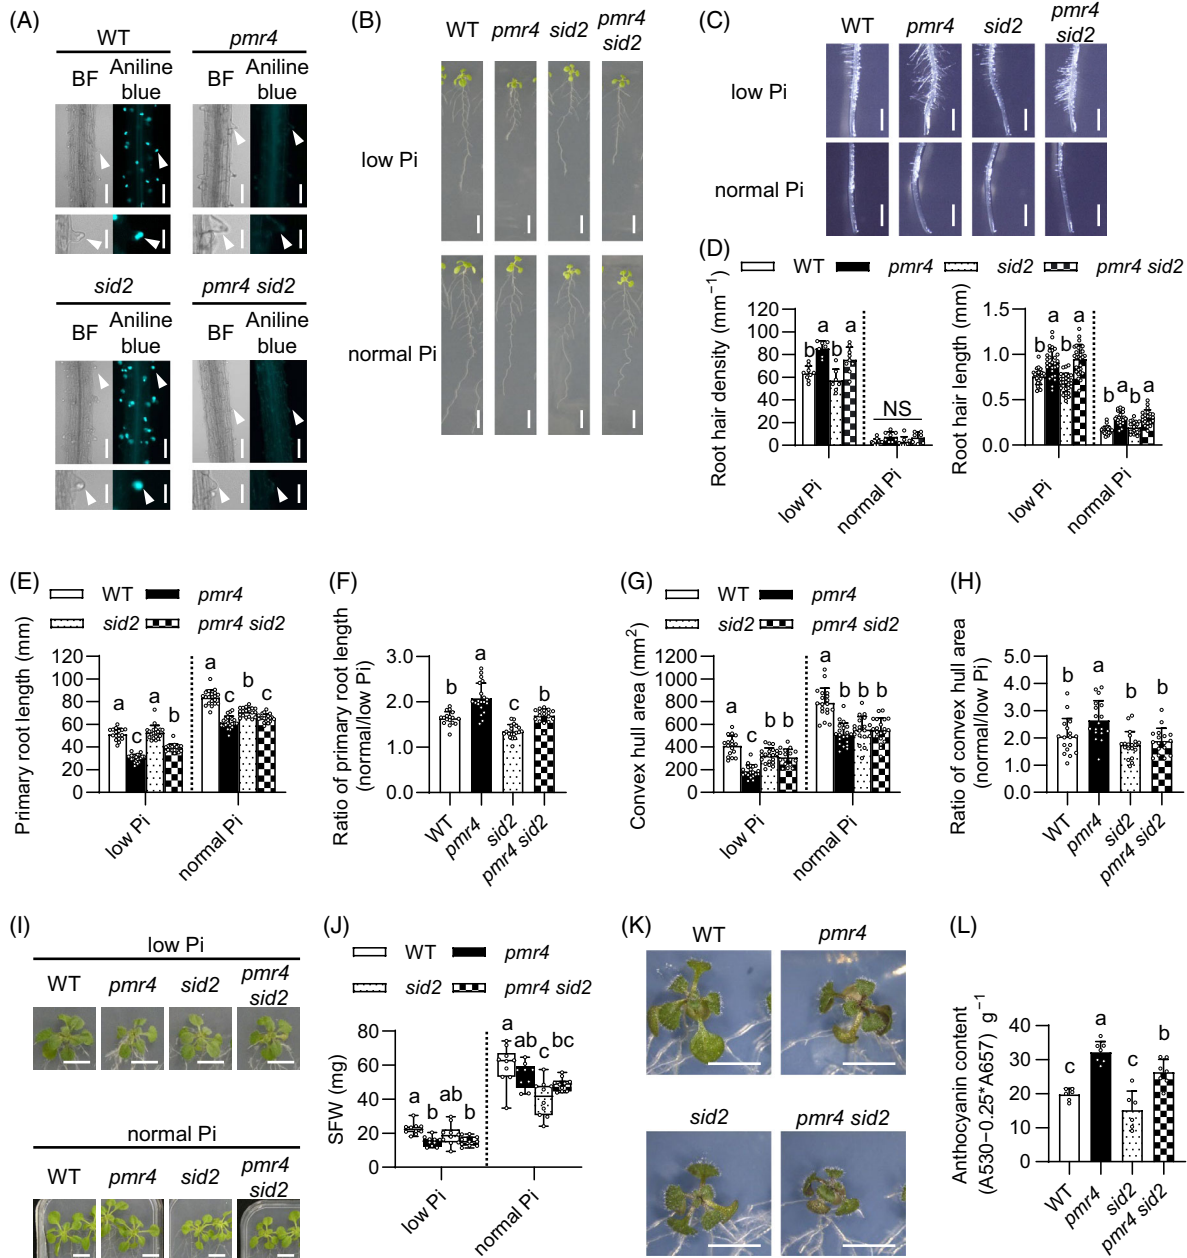 (A)
WT
pmr4
BF
Aniline
blue
BF
Aniline
blue
sid2
pmr4 sid2
BF
Aniline
blue
BF
Aniline
blue
(B)
WT pmr4 sid2 pmr4
sid2
low Pi
normal Pi
(C)
WT pmr4 sid2 pmr4
sid2
low Pi
normal Pi
(D)
WT pmr4 sid2 pmr4 sid2
Root hair density (mm−1)
120
100
80
60
40
20
0
b a b a
NS
low Pi
normal Pi
Root hair length (mm)
1.5
1.0
0.5
0.0
b a b a
b a b a
low Pi
normal Pi
(E)
WT pmr4
sid2 pmr4 sid2
Primary root length (mm)
120
100
80
60
40
20
0
a c a b
a c b c
low Pi
normal Pi
(F)
Ratio of primary root length
(normal/low Pi)
3.0
2.0
1.0
0.0
b a c b
WT
pmr4
sid2
pmr4 sid2
(G)
WT pmr4
sid2 pmr4 sid2
Convex hull area (mm2)
1200
1000
800
600
400
200
0
a c b b
a b b b
low Pi
normal Pi
(H)
Ratio of convex hull area
(normal/low Pi)
5.0
4.0
3.0
2.0
1.0
0.0
b a b b
WT
pmr4
sid2
pmr4 sid2
(I)
low Pi
WT pmr4 sid2 pmr4
sid2
normal Pi
WT pmr4 sid2 pmr4
sid2
(J)
WT pmr4
sid2 pmr4 sid2
SFW (mg)
80
60
40
20
0
a b ab b
a ab c bc
low Pi
normal Pi
(K)
WT pmr4
sid2 pmr4 sid2
(L)
Anthocyanin content
(A530−0.25*A657) g−1
40
30
20
10
0
c a c b
WT
pmr4
sid2
pmr4 sid2